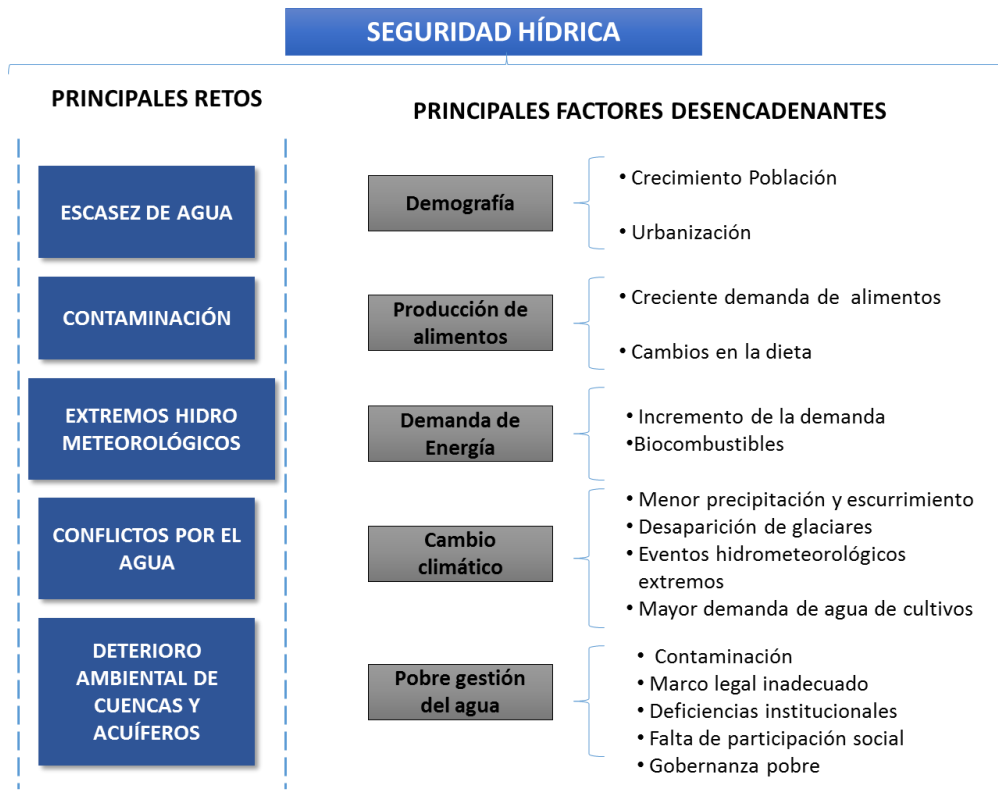 SEGURIDAD HÍDRICA
PRINCIPALES RETOS
ESCASEZ DE AGUA
CONTAMINACIÓN
EXTREMOS HIDRO
METEOROLÓGICOS
CONFLICTOS POR EL
AGUA
DETERIORO
AMBIENTAL DE
CUENCAS Y
ACUÍFEROS
PRINCIPALES FACTORES DESENCADENANTES
Demografía
• Crecimiento Población
• Urbanización
Producción de
alimentos
• Creciente demanda de alimentos
• Cambios en la dieta
Demanda de
Energía
• Incremento de la demanda
•Biocombustibles
Cambio
climático
• Menor precipitación y escurrimiento
• Desaparición de glaciares
• Eventos hidrometeorológicos
extremos
• Mayor demanda de agua de cultivos
Pobre gestión
del agua
• Contaminación
• Marco legal inadecuado
• Deficiencias institucionales
• Falta de participación social
• Gobernanza pobre